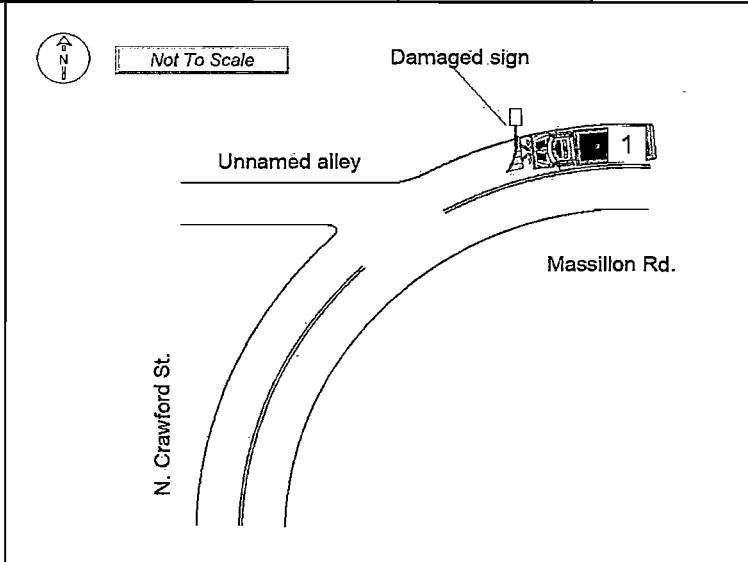 N
Not To Scale
Damaged sign
1
Unnamed alley
Massillon Rd.
N. Crawford St.